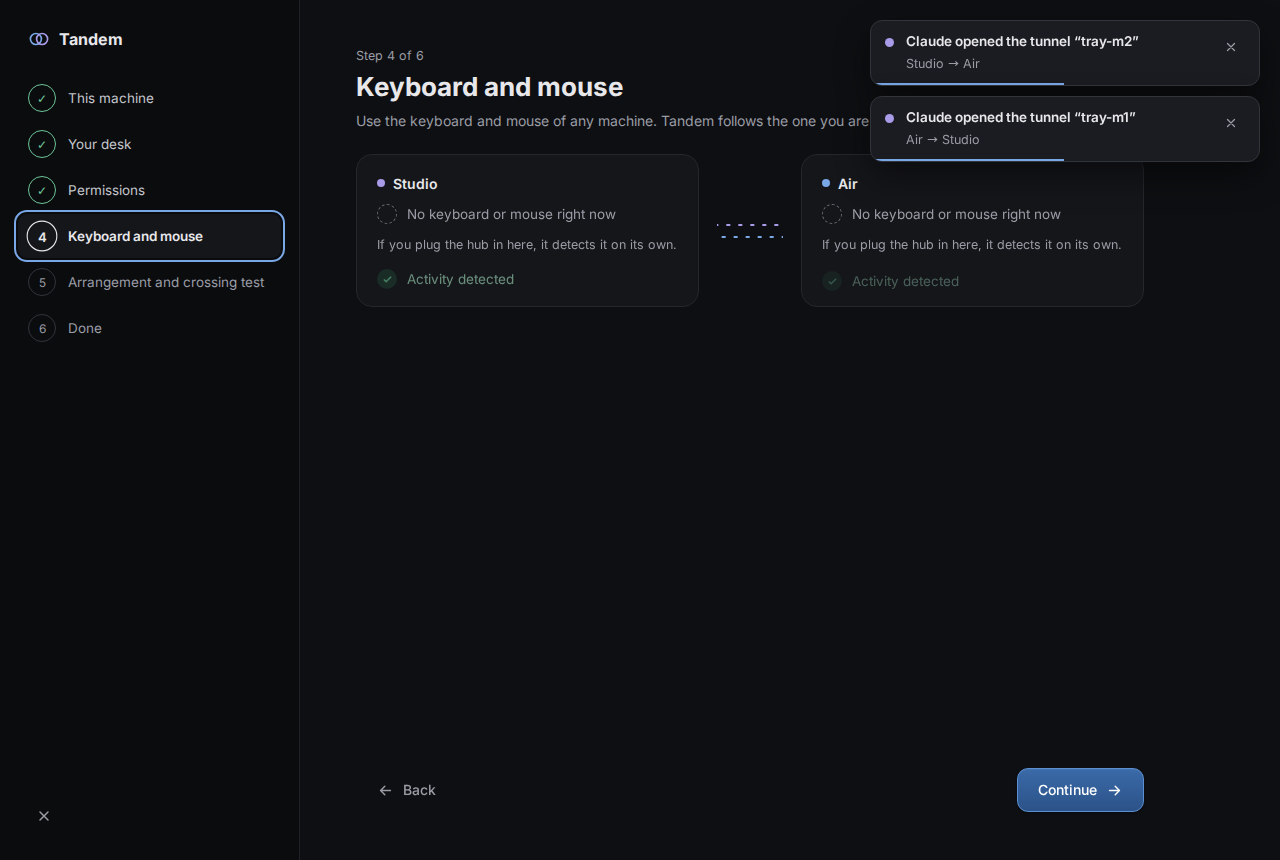 Tandem
This machine
Your desk
Permissions
4 Keyboard and mouse
5 Arrangement and crossing test
6 Done
Step 4 of 6
Keyboard and mouse
Use the keyboard and mouse of any machine. Tandem follows the one you are
Claude opened the tunnel “tray-m2”
Studio → Air
Claude opened the tunnel “tray-m1”
Air → Studio
Studio
No keyboard or mouse right now
If you plug the hub in here, it detects it on its own.
Activity detected
Air
No keyboard or mouse right now
If you plug the hub in here, it detects it on its own.
Activity detected
← Back
Continue →